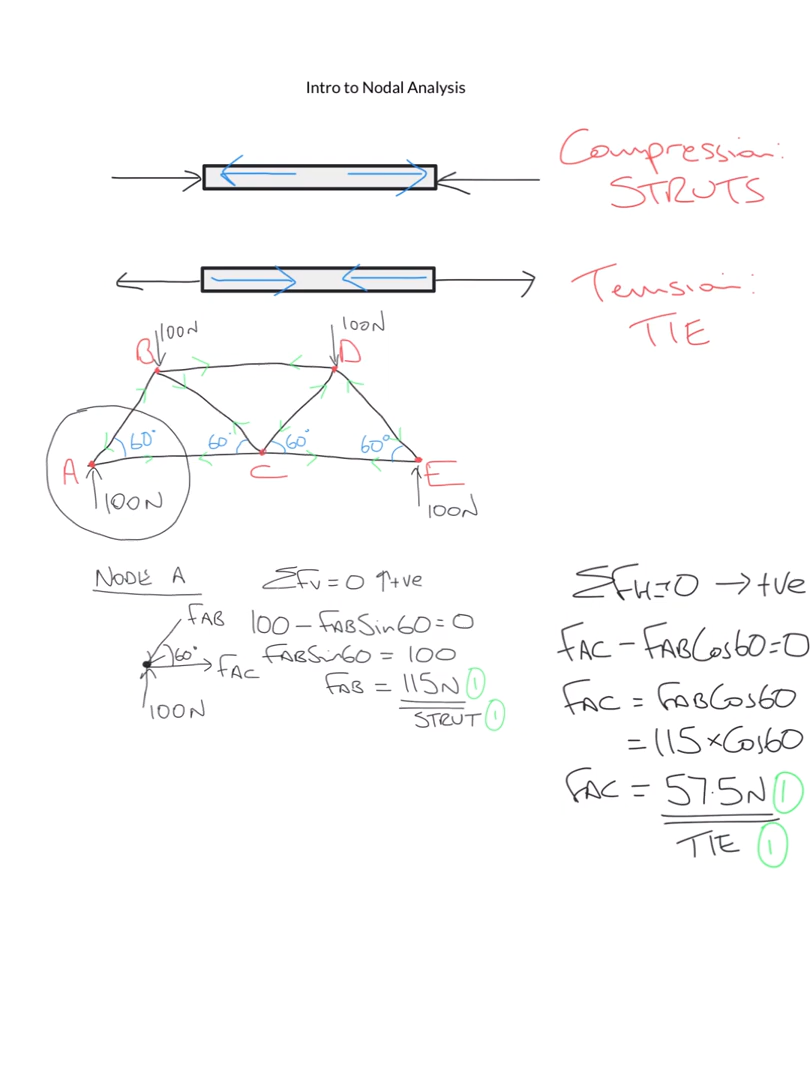 Intro to Nodal Analysis
Compression:
STRUTS
Tension:
TIE
100N
100N
B
D
60°
60°
60°
60°
A
C
E
100N
100N
NODE A
ΣFv=0 ↑+ve
FAB
100 - FABSin60=0
60°
FAC
FABSin60 = 100
FAB = 115N 1
100N
STRUT 1
ΣFH=0 →+ve
FAC - FABCos60=0
FAC = FABCos60
= 115×Cos60
FAC = 57.5N 1
TIE 1